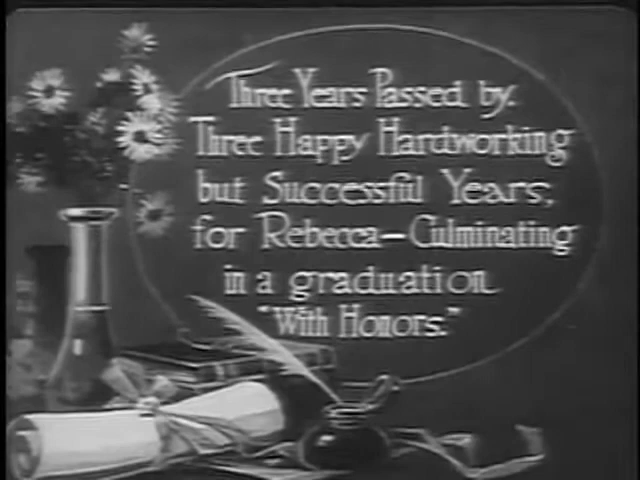 Three Years Passed by.
Three Happy Hardworking
but Successful Years,
for Rebecca—Culminating
in a graduation
"With Honors."